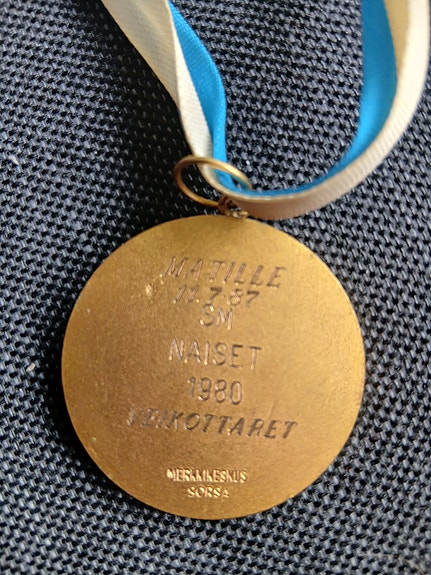 MATILLE
11.7.87
SM
NAISET
1980
MERKKIKESKUS
SORSA